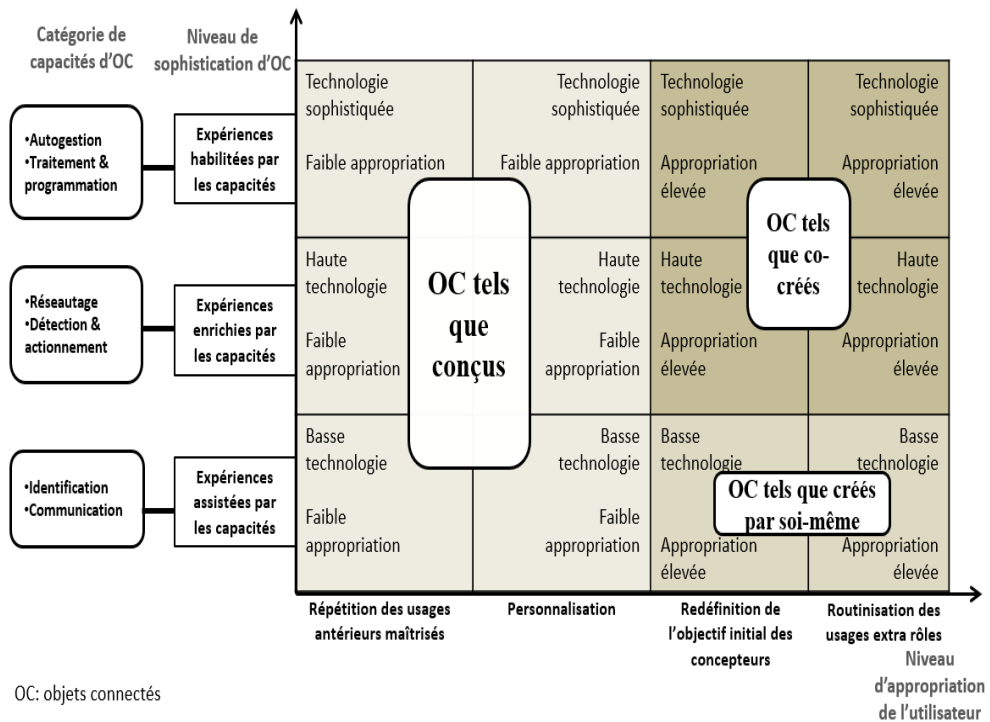 Catégorie de
capacités d'OC
Niveau de
sophistication d'OC
•Autogestion
•Traitement &
programmation
Expériences
habilitées par
les capacités
Technologie
sophistiquée
Faible appropriation
Technologie
sophistiquée
Faible appropriation
Technologie
sophistiquée
Appropriation
élevée
Technologie
sophistiquée
Appropriation
élevée
•Réseautage
•Détection &
actionnement
Expériences
enrichies par
les capacités
Haute
technologie
Faible
appropriation
Haute
technologie
Faible
appropriation
Haute
technologie
Appropriation
élevée
Haute
technologie
Appropriation
élevée
OC tels
que
conçus
OC tels
que co-
créés
•Identification
•Communication
Expériences
assistées par
les capacités
Basse
technologie
Faible
appropriation
Basse
technologie
Faible
appropriation
Basse
technologie
Appropriation
élevée
Basse
technologie
Appropriation
élevée
OC tels que créés
par soi-même
Répétition des usages
antérieurs maîtrisés
Personnalisation
Redéfinition de
l'objectif initial des
concepteurs
Routinisation des
usages extra rôles
Niveau
d'appropriation
de l'utilisateur
OC: objets connectés